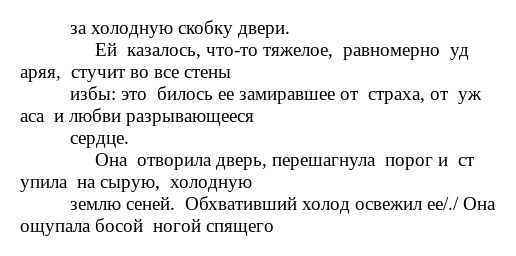 за холодную скобку двери.
Ей казалось, что-то тяжелое, равномерно уд
аряя, стучит во все стены
избы: это билось ее замиравшее от страха, от уж
аса и любви разрывающееся
сердце.
Она отворила дверь, перешагнула порог и ст
упила на сырую, холодную
землю сеней. Обхвативший холод освежил ее/./ Она
ощупала босой ногой спящего